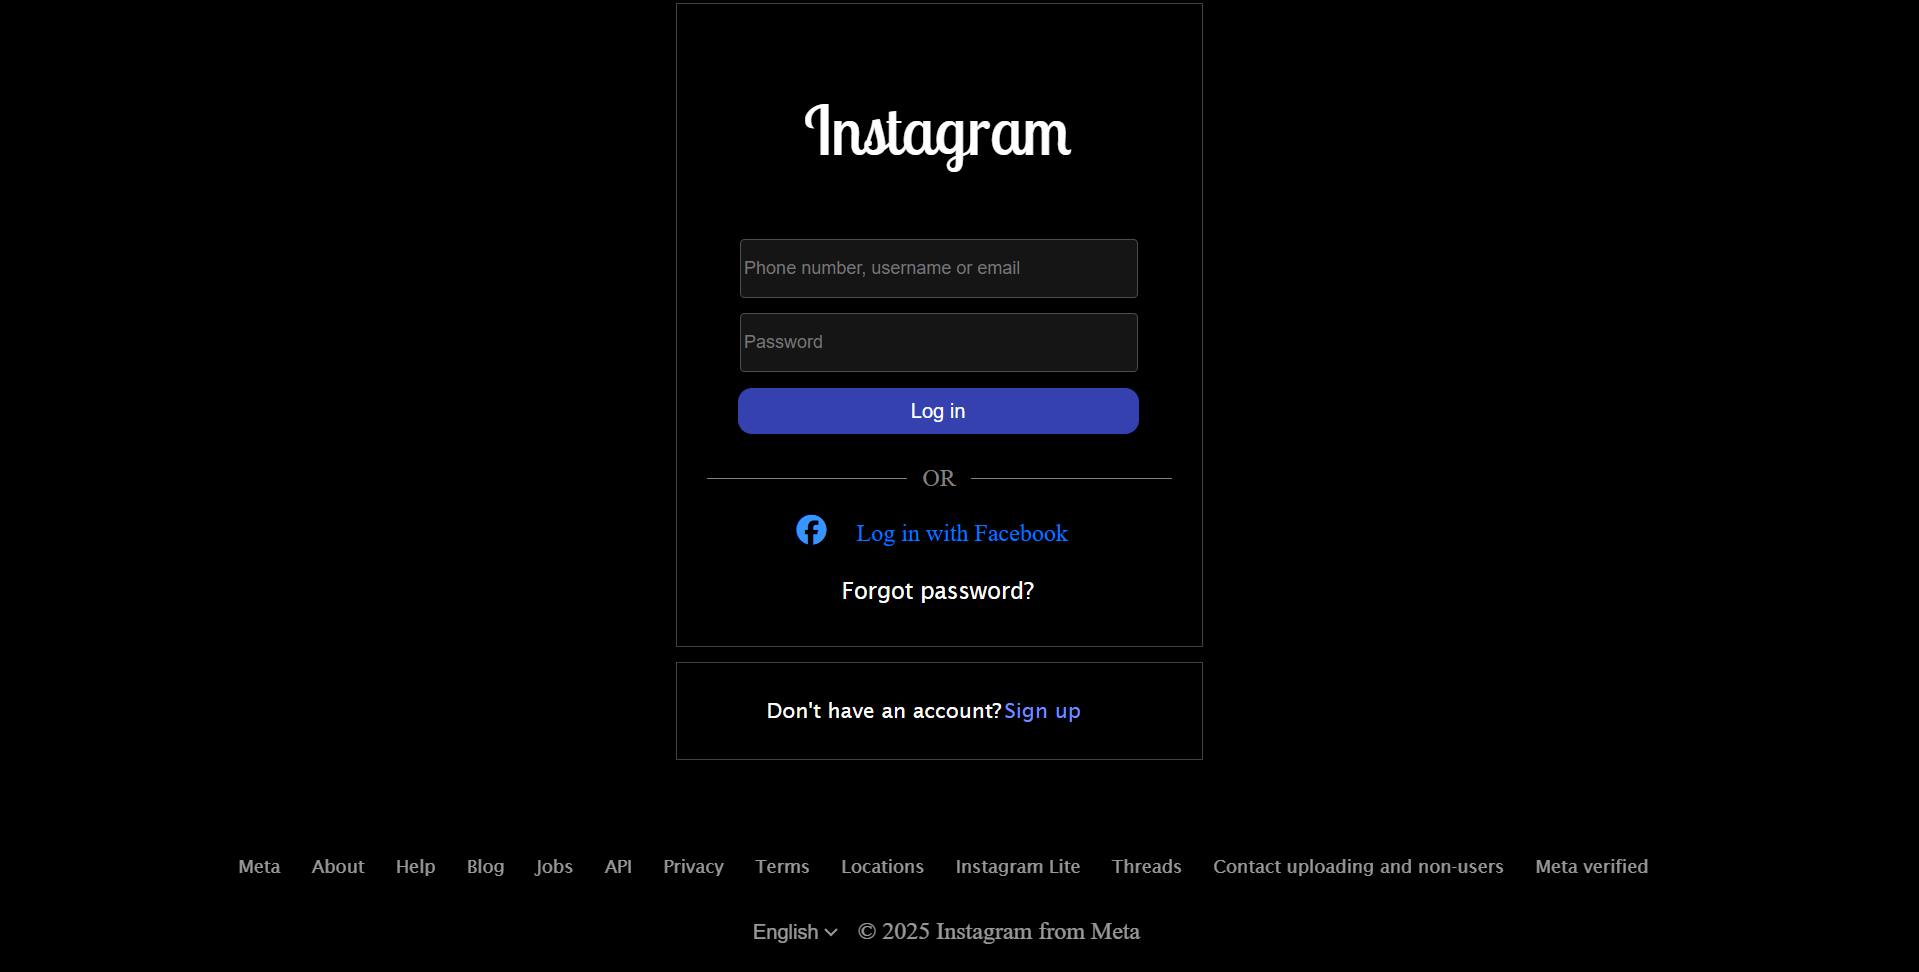 Instagram
Phone number, username or email
Password
Log in
OR
Log in with Facebook
Forgot password?
Don't have an account?Sign up
Meta About Help Blog Jobs API Privacy Terms Locations Instagram Lite Threads Contact uploading and non-users Meta verified
English © 2025 Instagram from Meta